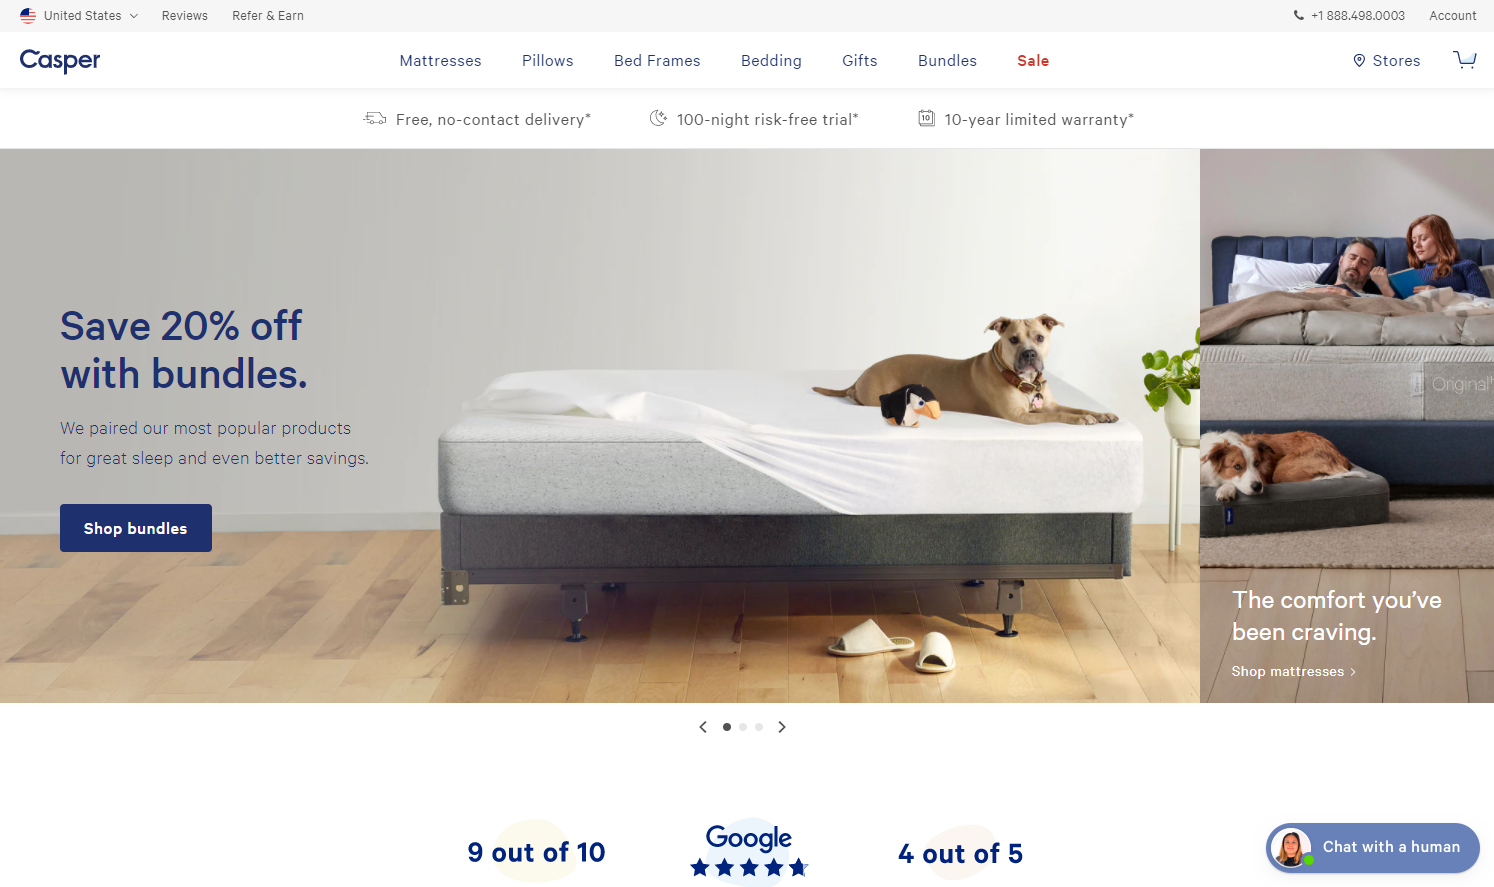 United States
Reviews
Refer & Earn
+1 888.498.0003
Account
Casper
Mattresses
Pillows
Bed Frames
Bedding
Gifts
Bundles
Sale
Stores
Free, no-contact delivery*
100-night risk-free trial*
10
10-year limited warranty*
Save 20% off
with bundles.
We paired our most popular products
for great sleep and even better savings.
Shop bundles
Original
The comfort you've
been craving.
Shop mattresses
9 out of 10
Google
4 out of 5
Chat with a human